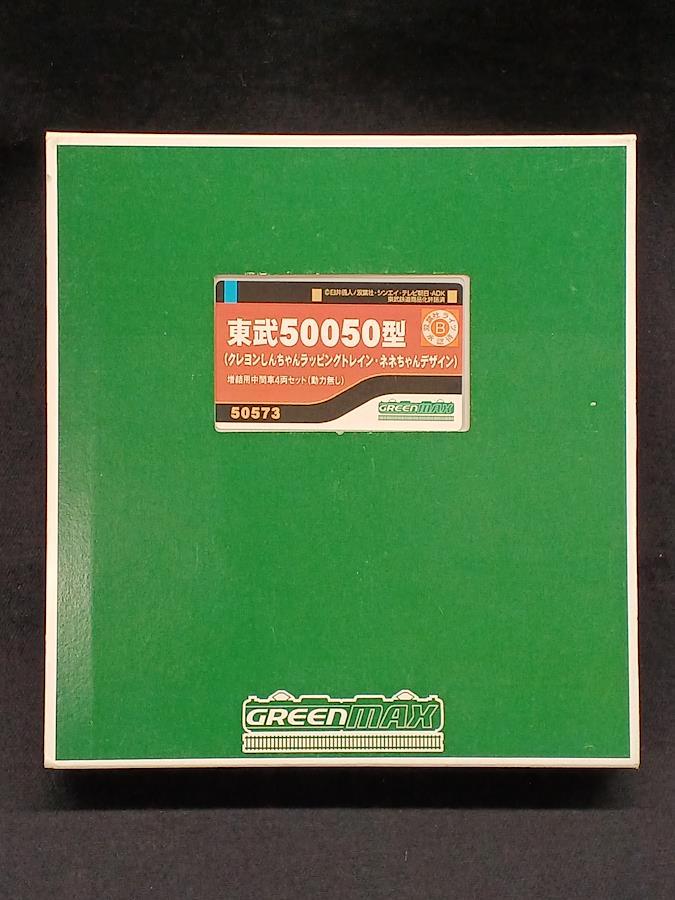 ©臼井儀人/双葉社・シンエイ・テレビ朝日・ADK
東武鉄道商品化許諾済
東武50050型
(クレヨンしんちゃんラッピングトレイン・ネネちゃんデザイン)
増結用中間車4両セット(動力無し)
B
50573
GREENMAX
GREENMAX